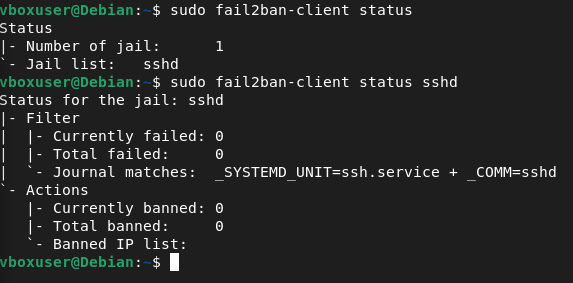 vboxuser@Debian:~$ sudo fail2ban-client status
Status
|- Number of jail:      1
`- Jail list:   sshd
vboxuser@Debian:~$ sudo fail2ban-client status sshd
Status for the jail: sshd
|- Filter
|  |- Currently failed: 0
|  |- Total failed:     0
|  `- Journal matches:  _SYSTEMD_UNIT=ssh.service + _COMM=sshd
`- Actions
   |- Currently banned: 0
   |- Total banned:     0
   `- Banned IP list:
vboxuser@Debian:~$